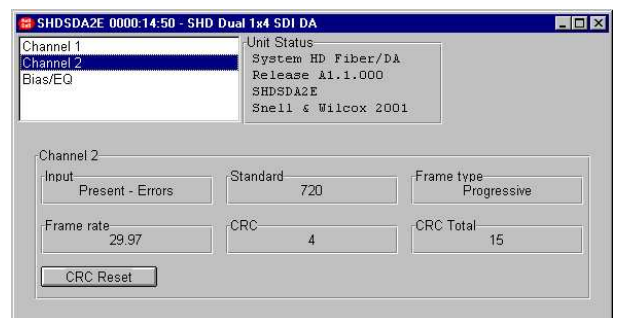 SHDSDA2E 0000:14:50 - SHD Dual 1x4 SDI DA
Channel 1
Channel 2
Bias/EQ
Unit Status
System HD Fiber/DA
Release A1.1.000
SHDSDA2E
Snell & Wilcox 2001
Channel 2
Input
Present - Errors
Standard
720
Frame type
Progressive
Frame rate
29.97
CRC
4
CRC Total
15
CRC Reset